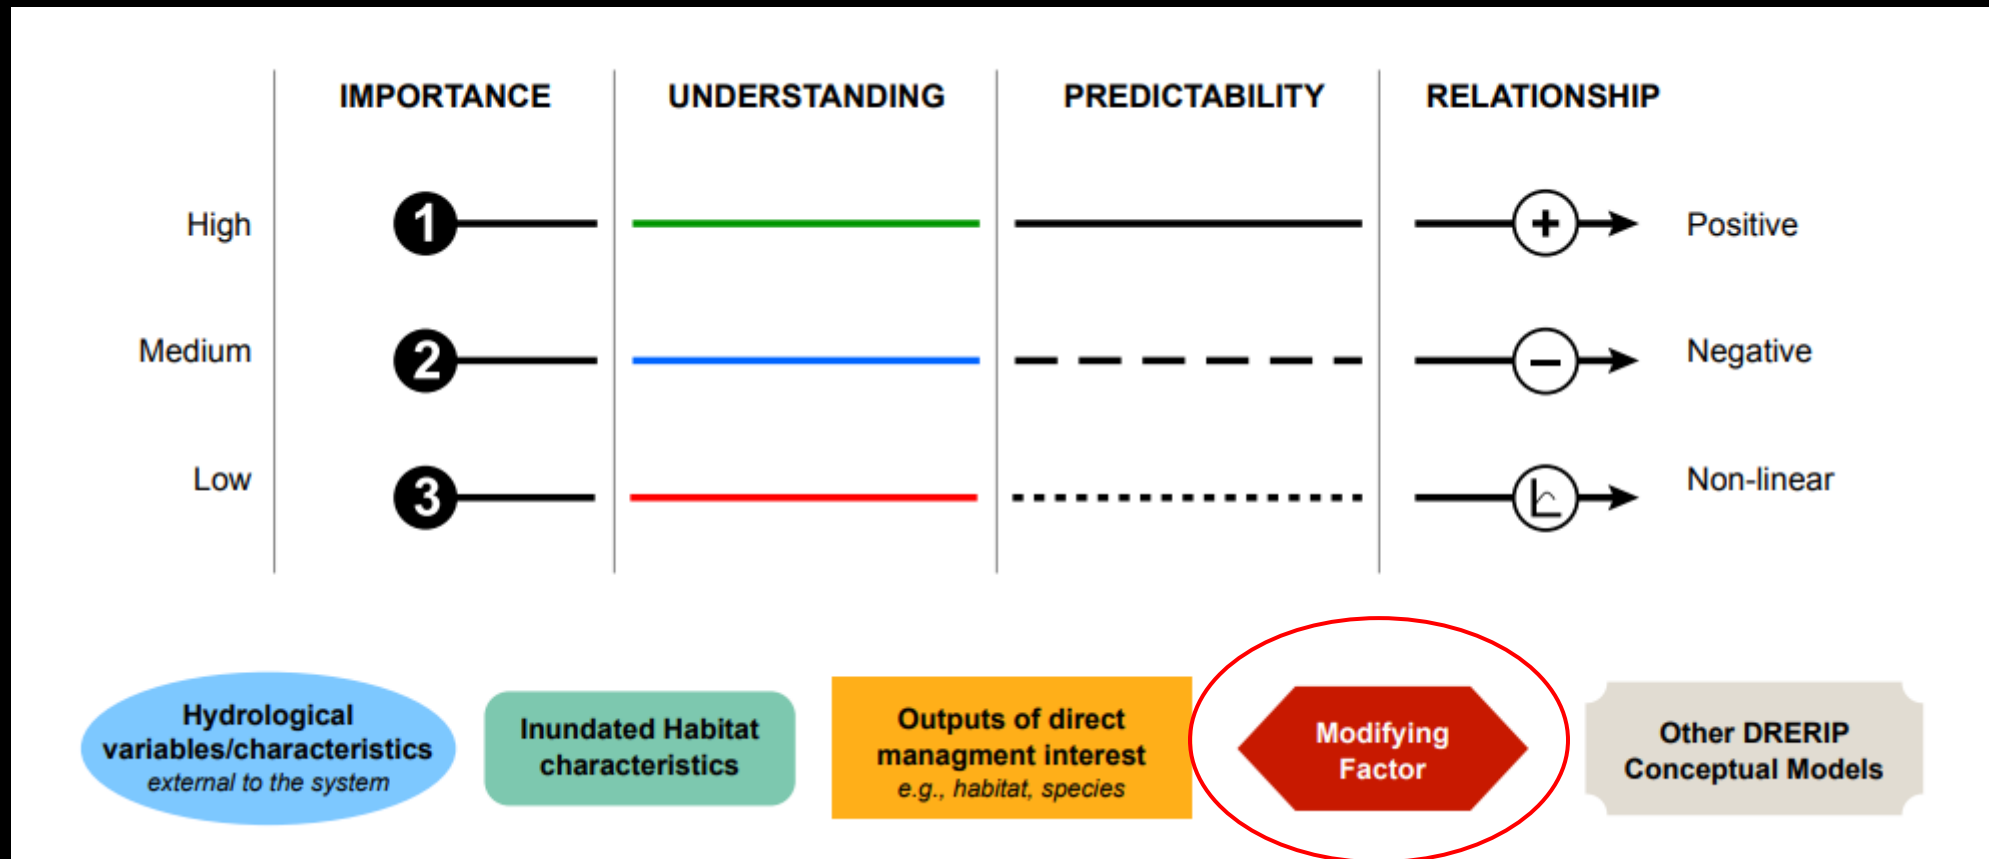 IMPORTANCE UNDERSTANDING PREDICTABILITY RELATIONSHIP
High 1 + Positive
Medium 2 − Negative
Low 3 Non-linear
Hydrological
variables/characteristics
external to the system
Inundated Habitat
characteristics
Outputs of direct
managment interest
e.g., habitat, species
Modifying
Factor
Other DRERIP
Conceptual Models